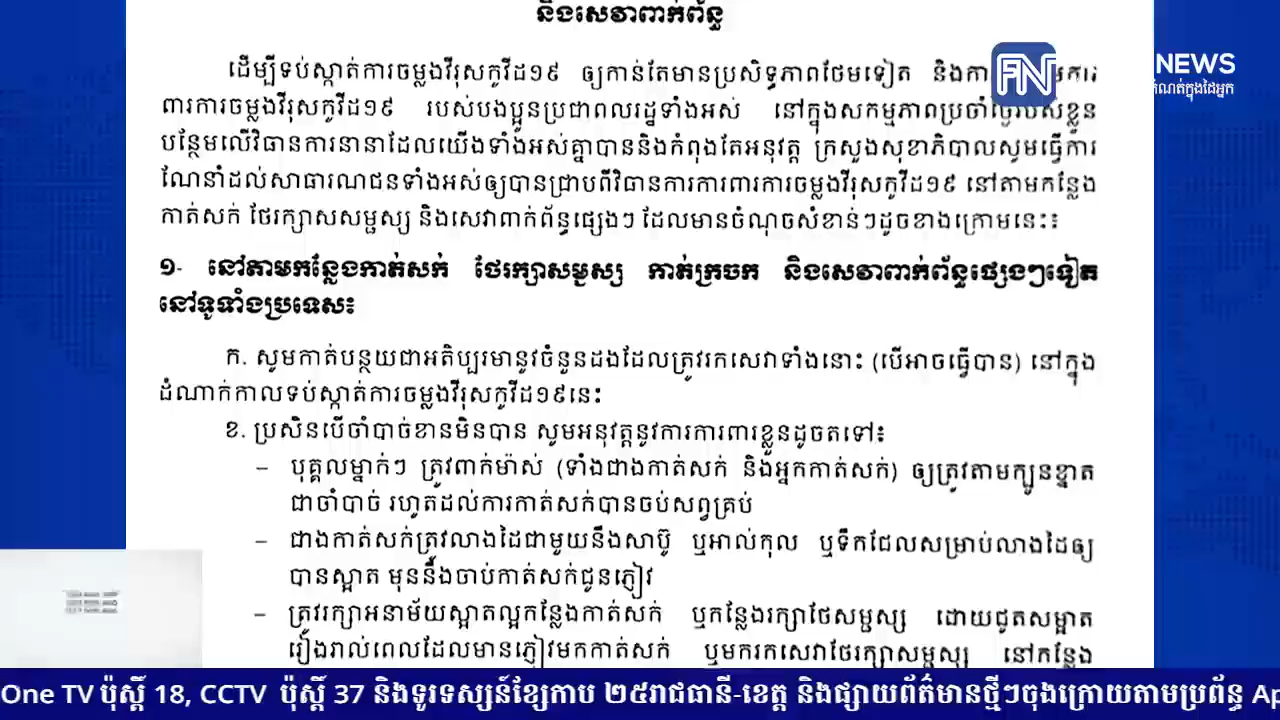 និងសេវាពាក់ព័ន្ធ
ដើម្បីទប់ស្កាត់ការចម្លងវីរុសកូវីដ១៩ ឲ្យកាន់តែមានប្រសិទ្ធភាពថែមទៀត និង
ពារការចម្លងវីរុសកូវីដ១៩ របស់បងប្អូនប្រជាពលរដ្ឋទាំងអស់ នៅក្នុងសកម្មភាពប្រចាំថ្ងៃរបស់ខ្លួន
បន្ថែមលើវិធានការនានាដែលយើងទាំងអស់គ្នាបាននិងកំពុងតែអនុវត្ត ក្រសួងសុខាភិបាលសូមធ្វើការ
ណែនាំដល់សាធារណជនទាំងអស់ឲ្យបានជ្រាបពីវិធានការការពារការចម្លងវីរុសកូវីដ១៩ នៅតាមកន្លែង
កាត់សក់ ថែរក្សាសម្ផស្ស និងសេវាពាក់ព័ន្ធផ្សេងៗ ដែលមានចំណុចសំខាន់ៗដូចខាងក្រោមនេះ៖
១- នៅតាមកន្លែងកាត់សក់ ថែរក្សាសម្ផស្ស កាត់ក្រចក និងសេវាពាក់ព័ន្ធផ្សេងៗទៀត
នៅទូទាំងប្រទេស៖
ក. សូមកាត់បន្ថយជាអតិប្បរមានូវចំនួនដងដែលត្រូវរកសេវាទាំងនោះ (បើអាចធ្វើបាន) នៅក្នុង
ដំណាក់កាលទប់ស្កាត់ការចម្លងវីរុសកូវីដ១៩នេះ
ខ. ប្រសិនបើចាំបាច់ខានមិនបាន សូមអនុវត្តនូវការការពារខ្លួនដូចតទៅ៖
– បុគ្គលម្នាក់ៗ ត្រូវពាក់ម៉ាស់ (ទាំងជាងកាត់សក់ និងអ្នកកាត់សក់) ឲ្យត្រូវតាមក្បួនខ្នាត
ជាចាំបាច់ រហូតដល់ការកាត់សក់បានចប់សព្វគ្រប់
– ជាងកាត់សក់ត្រូវលាងដៃជាមួយនឹងសាប៊ូ ឬអាល់កុល ឬទឹកជែលសម្រាប់លាងដៃឲ្យ
បានស្អាត មុននឹងចាប់កាត់សក់ជូនភ្ញៀវ
– ត្រូវរក្សាអនាម័យស្អាតល្អកន្លែងកាត់សក់ ឬកន្លែងរក្សាថែសម្ផស្ស ដោយជូតសម្អាត
រៀងរាល់ពេលដែលមានភ្ញៀវមកកាត់សក់ ឬមករកសេវាថែរក្សាសម្ផស្ស នៅកន្លែង
FN NEWS
កំណត់ក្នុងដៃអ្នក
One TV ប៉ុស្តិ៍ 18, CCTV ប៉ុស្តិ៍ 37 និងទូរទស្សន៍ខ្សែកាប ២៥រាជធានី-ខេត្ត និងផ្សាយព័ត៌មានថ្មីៗចុងក្រោយតាមប្រព័ន្ធ Ap